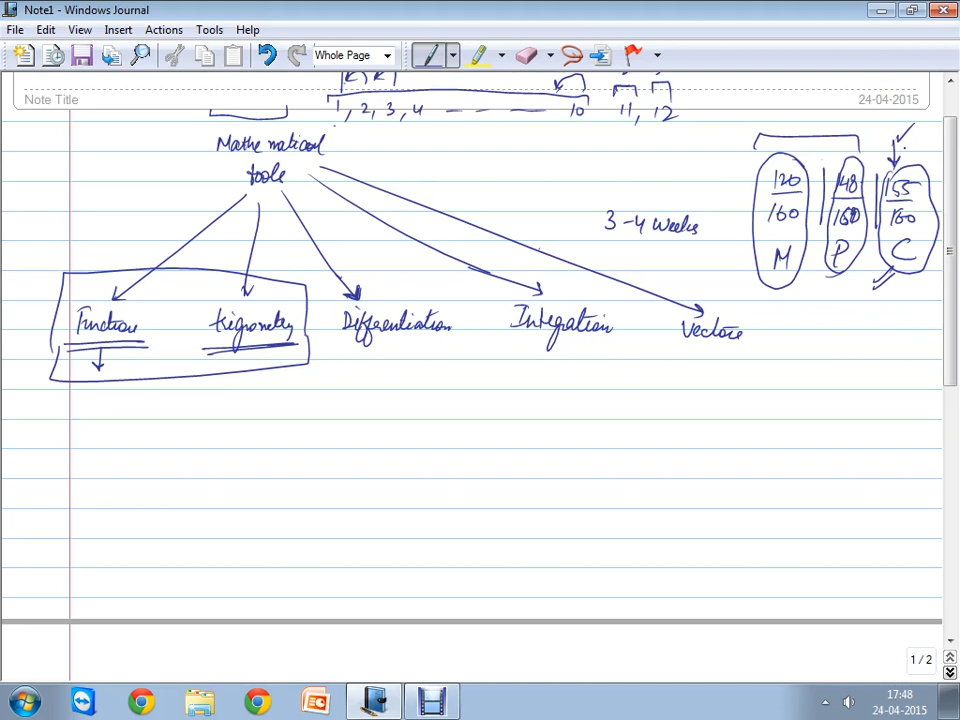 Note1 - Windows Journal
File Edit View Insert Actions Tools Help
Whole Page
Note Title
24-04-2015
1, 2, 3, 4 — — — — 10 11, 12
Mathematical
tools
3 - 4 weeks
120 148 155
160 160 160
M P C
Function trignometry Differentiation Integration Vectors
1 / 2
17:48
24-04-2015